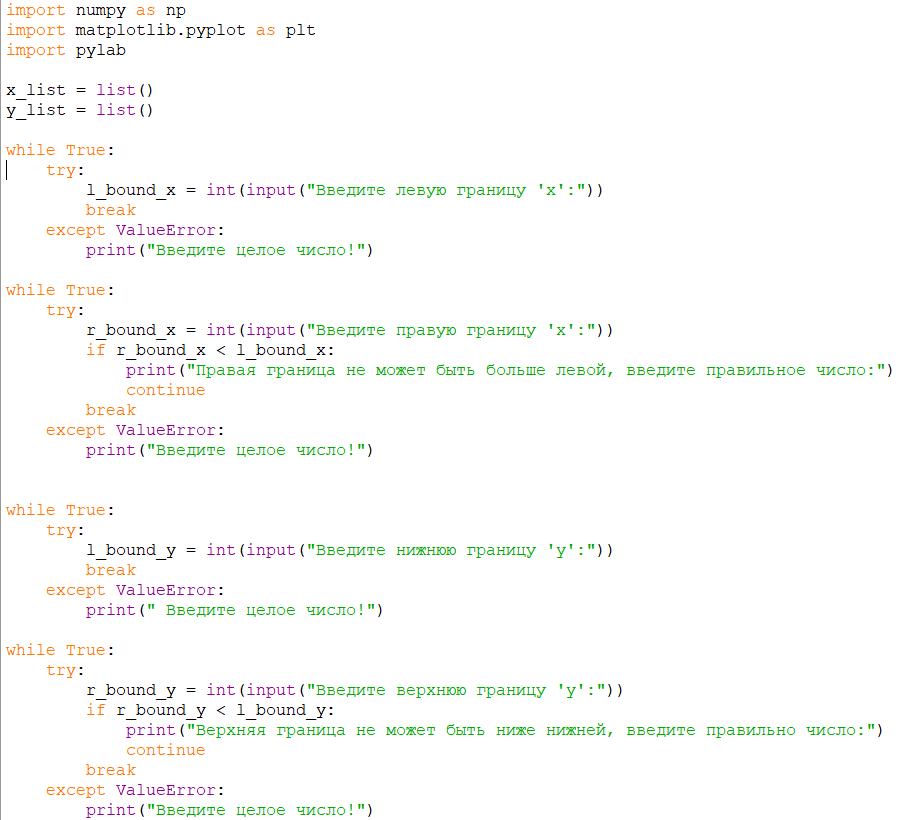 import numpy as np
import matplotlib.pyplot as plt
import pylab

x_list = list()
y_list = list()

while True:
    try:
        l_bound_x = int(input("Введите левую границу 'x':"))
        break
    except ValueError:
        print("Введите целое число!")

while True:
    try:
        r_bound_x = int(input("Введите правую границу 'x':"))
        if r_bound_x < l_bound_x:
            print("Правая граница не может быть больше левой, введите правильное число:")
            continue
        break
    except ValueError:
        print("Введите целое число!")


while True:
    try:
        l_bound_y = int(input("Введите нижнюю границу 'y':"))
        break
    except ValueError:
        print(" Введите целое число!")

while True:
    try:
        r_bound_y = int(input("Введите верхнюю границу 'y':"))
        if r_bound_y < l_bound_y:
            print("Верхняя граница не может быть ниже нижней, введите правильно число:")
            continue
        break
    except ValueError:
        print("Введите целое число!")